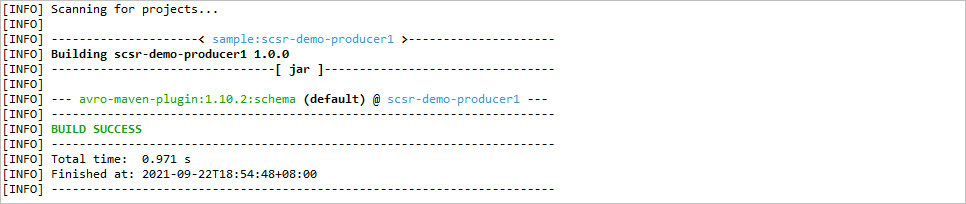 [INFO] Scanning for projects...
[INFO]
[INFO] --------------------< sample:scsr-demo-producer1 >---------------------
[INFO] Building scsr-demo-producer1 1.0.0
[INFO] --------------------------------[ jar ]---------------------------------
[INFO]
[INFO] --- avro-maven-plugin:1.10.2:schema (default) @ scsr-demo-producer1 ---
[INFO] ------------------------------------------------------------------------
[INFO] BUILD SUCCESS
[INFO] ------------------------------------------------------------------------
[INFO] Total time:  0.971 s
[INFO] Finished at: 2021-09-22T18:54:48+08:00
[INFO] ------------------------------------------------------------------------